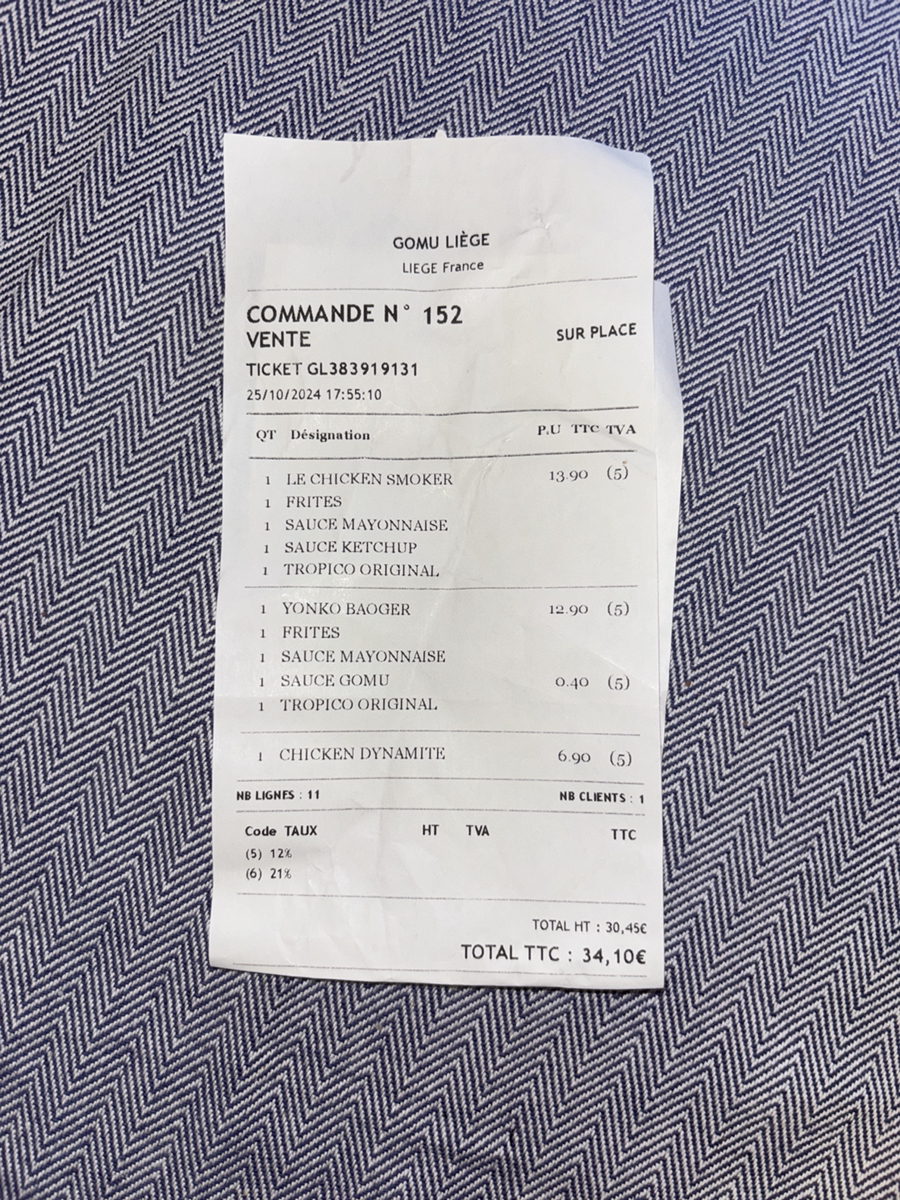 GOMU LIÈGE
LIEGE France
COMMANDE N° 152
VENTE SUR PLACE
TICKET GL383919131
25/10/2024 17:55:10
QT Désignation P.U TTC TVA
1 LE CHICKEN SMOKER 13.90 (5)
1 FRITES
1 SAUCE MAYONNAISE
1 SAUCE KETCHUP
1 TROPICO ORIGINAL
1 YONKO BAOGER 12.90 (5)
1 FRITES
1 SAUCE MAYONNAISE
1 SAUCE GOMU 0.40 (5)
1 TROPICO ORIGINAL
1 CHICKEN DYNAMITE 6.90 (5)
NB LIGNES : 11 NB CLIENTS : 1
Code TAUX HT TVA TTC
(5) 12%
(6) 21%
TOTAL HT : 30,45€
TOTAL TTC : 34,10€